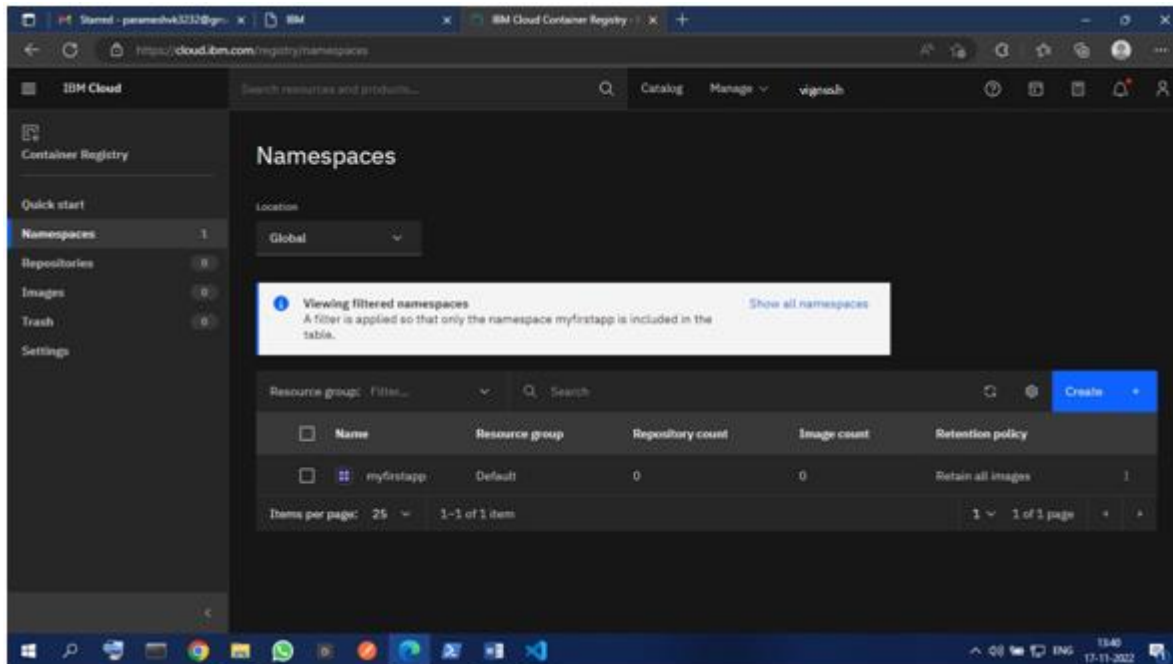 Starred - parameshvk3232@gm
IBM
IBM Cloud Container Registry -
https://cloud.ibm.com/registry/namespaces
IBM Cloud
Search resources and products...
Catalog
Manage
vignesh
Container Registry
Quick start
Namespaces 1
Repositories 0
Images 0
Trash 0
Settings
Namespaces
Location
Global
Viewing filtered namespaces
Show all namespaces
A filter is applied so that only the namespace myfirstapp is included in the
table.
Resource group: Filter...
Search
Create +
Name Resource group Repository count Image count Retention policy
myfirstapp Default 0 0 Retain all images
Items per page: 25 1–1 of 1 item 1 1 of 1 page
ENG
13:40
17-11-2022